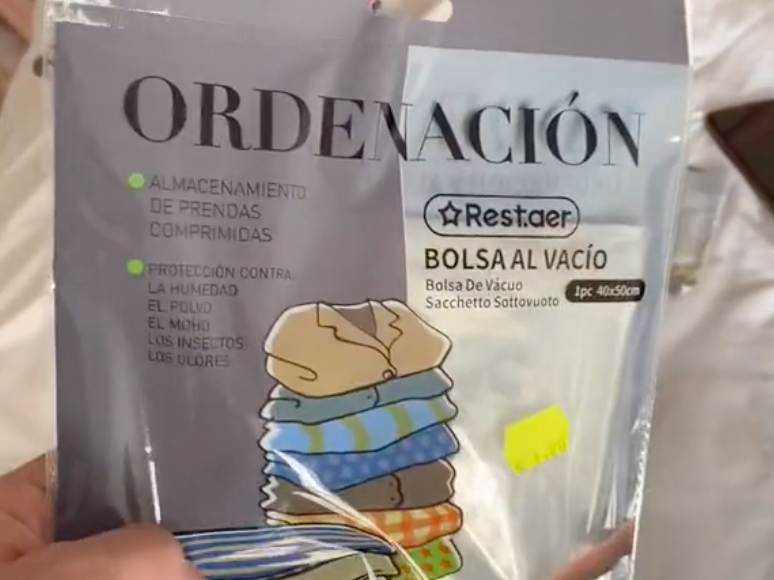 ORDENACIÓN
ALMACENAMIENTO
DE PRENDAS
COMPRIMIDAS
PROTECCIÓN CONTRA:
LA HUMEDAD
EL POLVO
EL MOHO
LOS INSECTOS
LOS OLORES
Rest.aer
BOLSA AL VACÍO
Bolsa De Vácuo
Sacchetto Sottovuoto
1pc 40x50cm